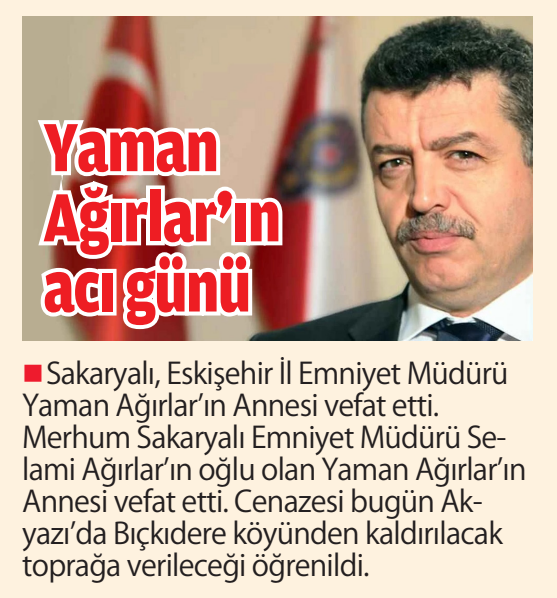 Yaman
Ağırlar'ın
acı günü
Sakaryalı, Eskişehir İl Emniyet Müdürü
Yaman Ağırlar'ın Annesi vefat etti.
Merhum Sakaryalı Emniyet Müdürü Se-
lami Ağırlar'ın oğlu olan Yaman Ağırlar'ın
Annesi vefat etti. Cenazesi bugün Ak-
yazı'da Bıçkıdere köyünden kaldırılacak
toprağa verileceği öğrenildi.